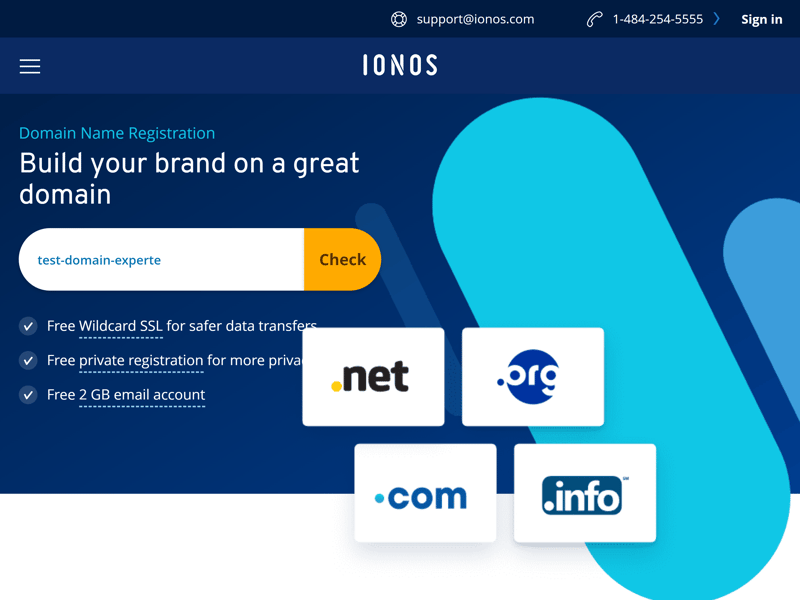 support@ionos.com
1-484-254-5555
Sign in
IONOS
Domain Name Registration
Build your brand on a great
domain
test-domain-experte
Check
Free Wildcard SSL for safer data transfers
Free private registration for more
Free 2 GB email account
.net
.org
.com
.info